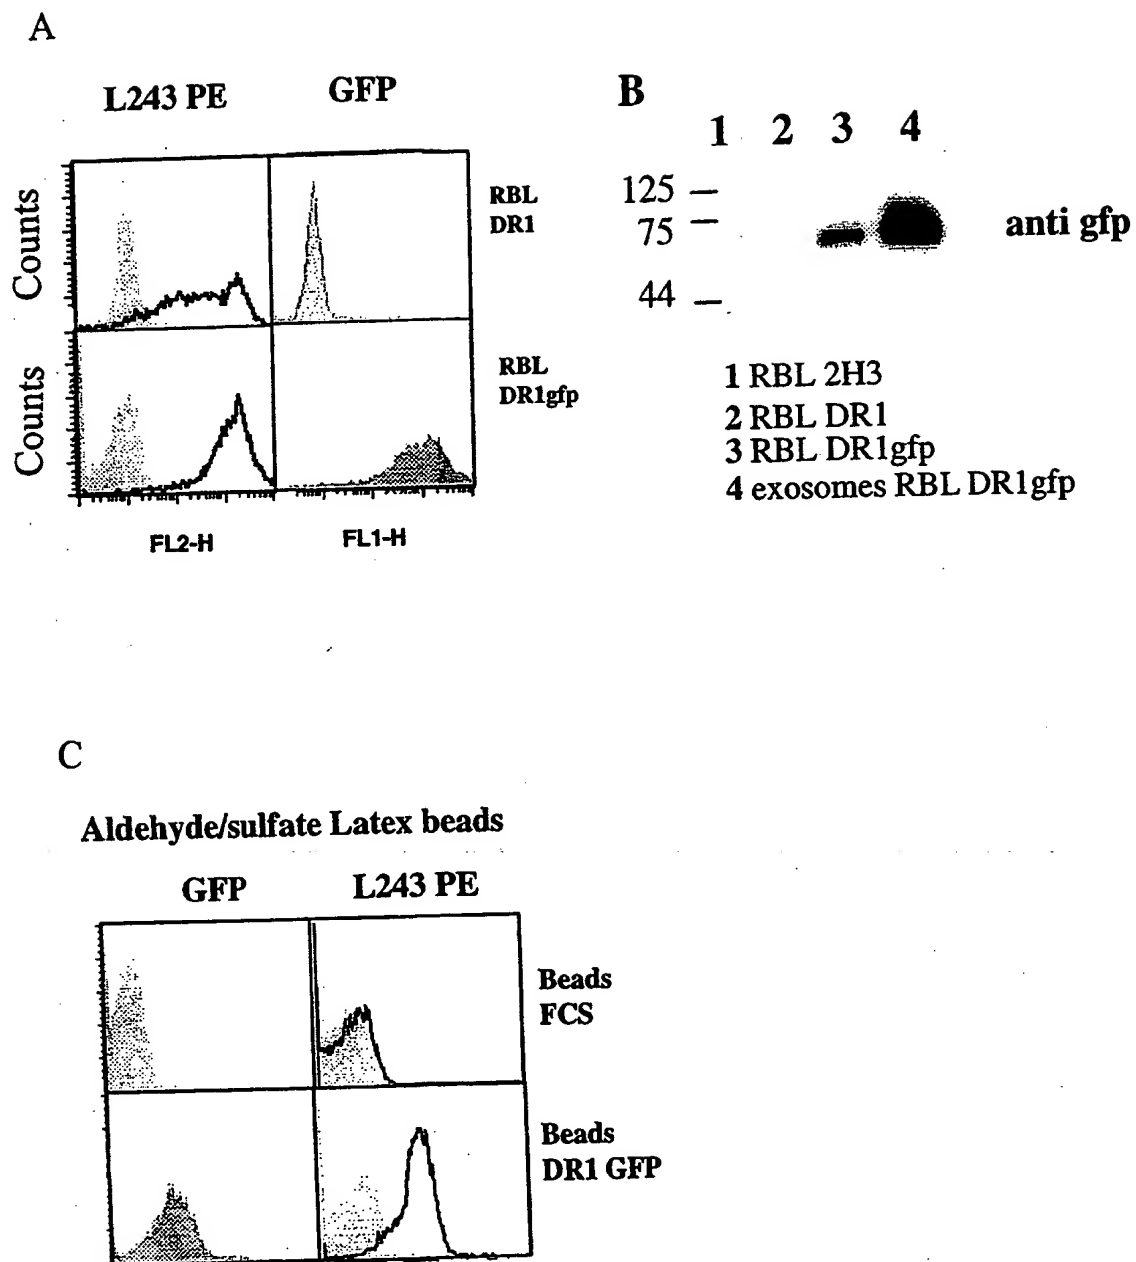 A
L243 PE GFP
Counts
RBL
DR1
Counts
RBL
DR1gfp
FL2-H FL1-H
B
1 2 3 4
125
75
44
anti gfp
1 RBL 2H3
2 RBL DR1
3 RBL DR1gfp
4 exosomes RBL DR1gfp
C
Aldehyde/sulfate Latex beads
GFP L243 PE
Beads
FCS
Beads
DR1 GFP